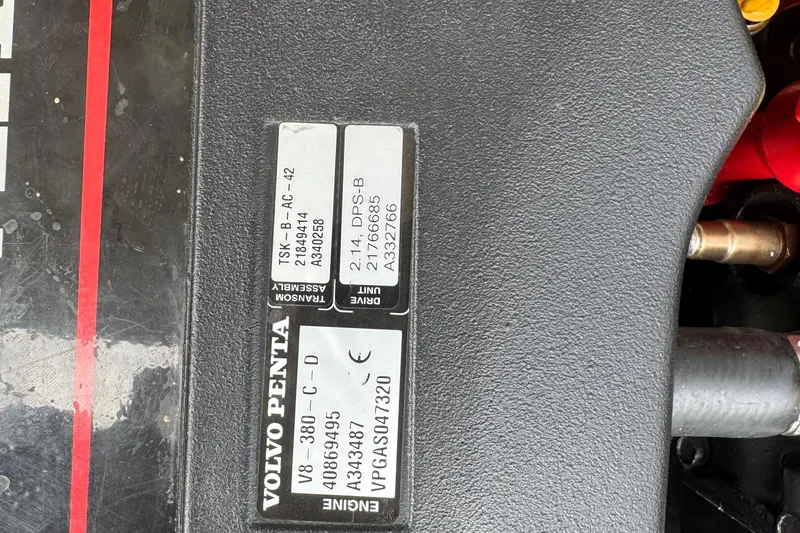 VOLVO PENTA
ENGINE
V8-380-C-D
40869495
A343487
CE
VPGAS047320
TRANSOM
ASSEMBLY
TSK-B-AC-42
21849414
A340258
DRIVE
UNIT
2.14, DPS-B
21766685
A332766